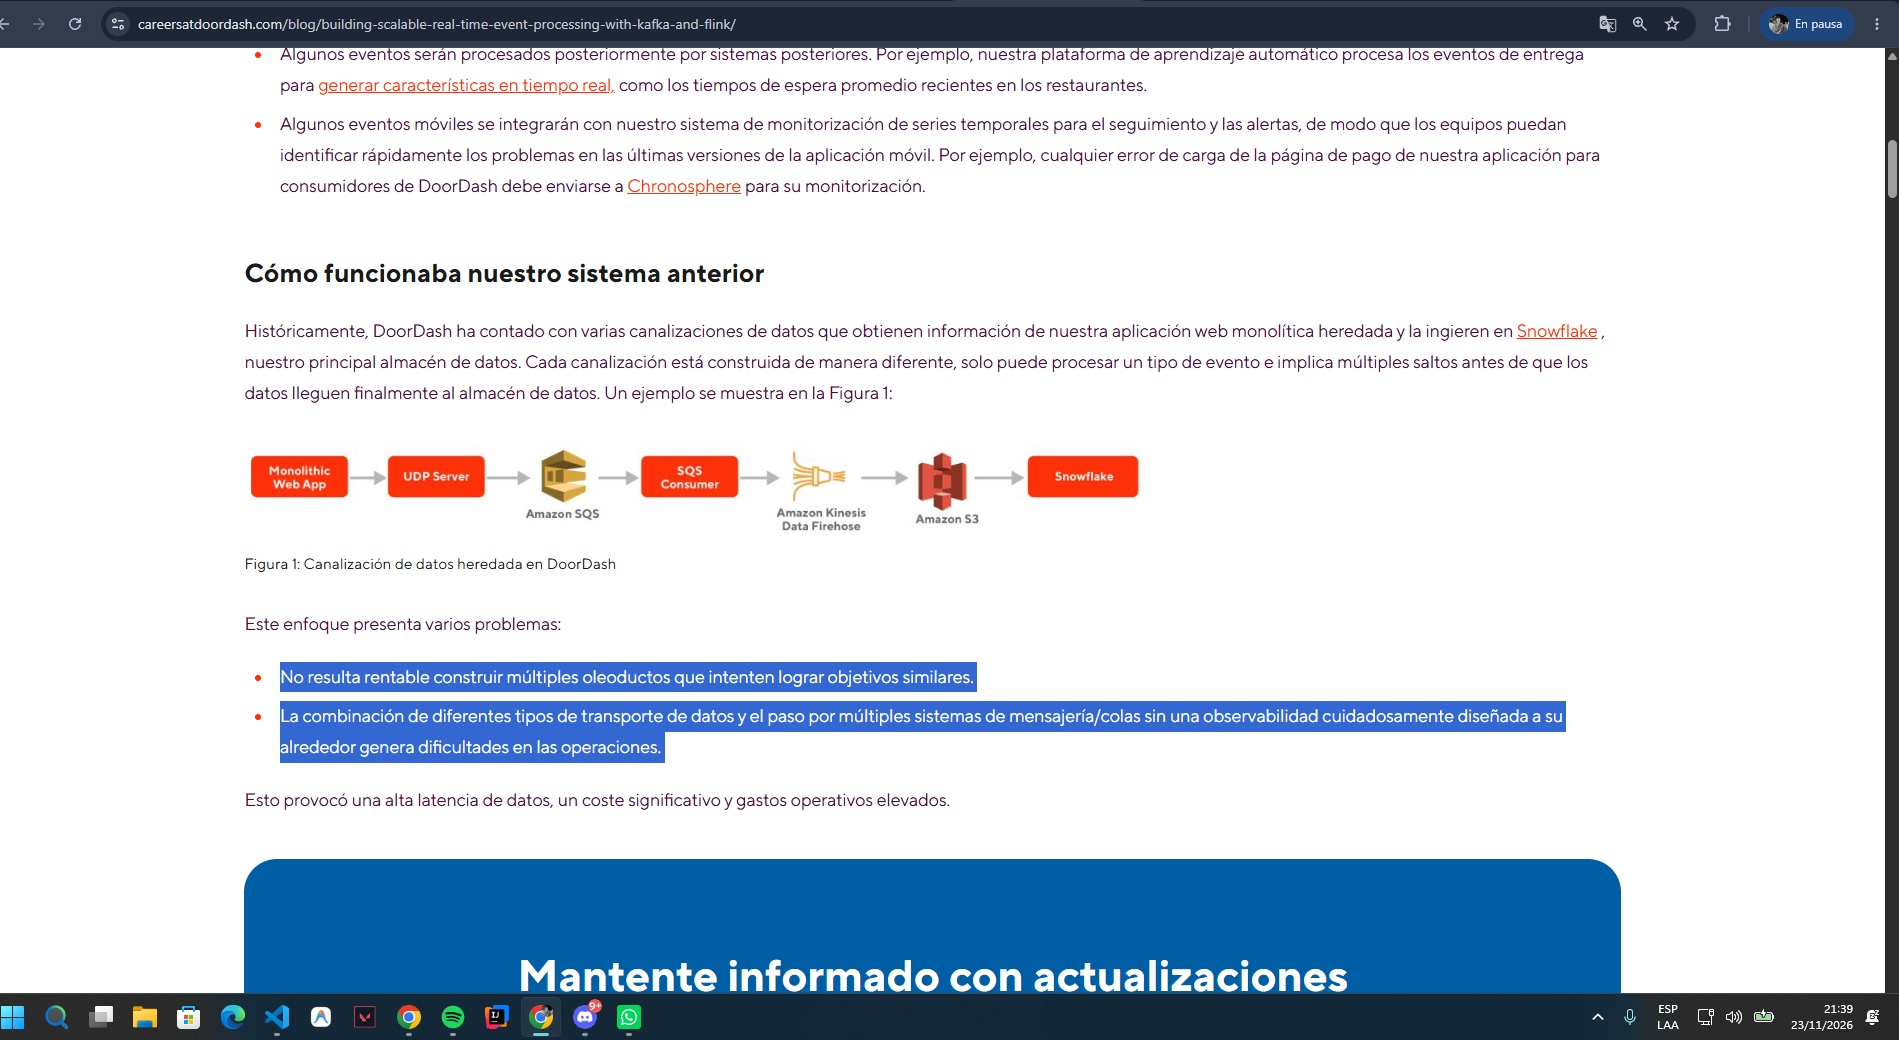 careersatdoordash.com/blog/building-scalable-real-time-event-processing-with-kafka-and-flink/
En pausa
Algunos eventos serán procesados posteriormente por sistemas posteriores. Por ejemplo, nuestra plataforma de aprendizaje automático procesa los eventos de entrega
para generar características en tiempo real, como los tiempos de espera promedio recientes en los restaurantes.
Algunos eventos móviles se integrarán con nuestro sistema de monitorización de series temporales para el seguimiento y las alertas, de modo que los equipos puedan
identificar rápidamente los problemas en las últimas versiones de la aplicación móvil. Por ejemplo, cualquier error de carga de la página de pago de nuestra aplicación para
consumidores de DoorDash debe enviarse a Chronosphere para su monitorización.
Cómo funcionaba nuestro sistema anterior
Históricamente, DoorDash ha contado con varias canalizaciones de datos que obtienen información de nuestra aplicación web monolítica heredada y la ingieren en Snowflake ,
nuestro principal almacén de datos. Cada canalización está construida de manera diferente, solo puede procesar un tipo de evento e implica múltiples saltos antes de que los
datos lleguen finalmente al almacén de datos. Un ejemplo se muestra en la Figura 1:
Monolithic
Web App
UDP Server
Amazon SQS
SQS
Consumer
Amazon Kinesis
Data Firehose
Amazon S3
Snowflake
Figura 1: Canalización de datos heredada en DoorDash
Este enfoque presenta varios problemas:
No resulta rentable construir múltiples oleoductos que intenten lograr objetivos similares.
La combinación de diferentes tipos de transporte de datos y el paso por múltiples sistemas de mensajería/colas sin una observabilidad cuidadosamente diseñada a su
alrededor genera dificultades en las operaciones.
Esto provocó una alta latencia de datos, un coste significativo y gastos operativos elevados.
Mantente informado con actualizaciones
9+
ESP
LAA
21:39
23/11/2026